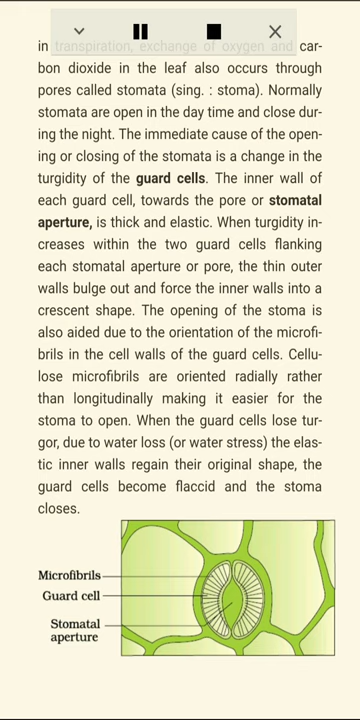 in transpiration, exchange of oxygen and car-
bon dioxide in the leaf also occurs through
pores called stomata (sing. : stoma). Normally
stomata are open in the day time and close dur-
ing the night. The immediate cause of the open-
ing or closing of the stomata is a change in the
turgidity of the guard cells. The inner wall of
each guard cell, towards the pore or stomatal
aperture, is thick and elastic. When turgidity in-
creases within the two guard cells flanking
each stomatal aperture or pore, the thin outer
walls bulge out and force the inner walls into a
crescent shape. The opening of the stoma is
also aided due to the orientation of the microfi-
brils in the cell walls of the guard cells. Cellu-
lose microfibrils are oriented radially rather
than longitudinally making it easier for the
stoma to open. When the guard cells lose tur-
gor, due to water loss (or water stress) the elas-
tic inner walls regain their original shape, the
guard cells become flaccid and the stoma
closes.
Microfibrils
Guard cell
Stomatal
aperture